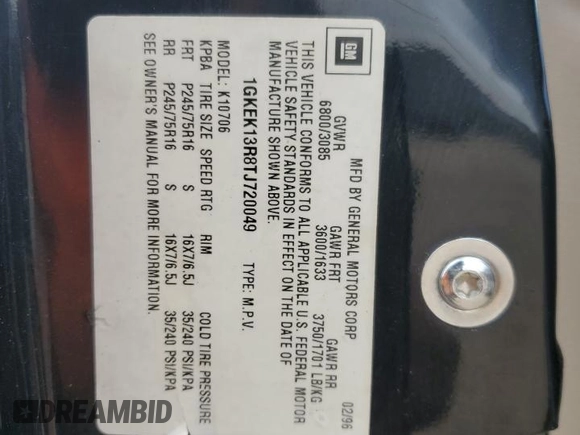 GM
MFD BY GENERAL MOTORS CORP 02/96
GVWR GAWR FRT GAWR RR
6800/3085 3600/1633 3750/1701 LB/KG
THIS VEHICLE CONFORMS TO ALL APPLICABLE U.S. FEDERAL MOTOR
VEHICLE SAFETY STANDARDS IN EFFECT ON THE DATE OF
MANUFACTURE SHOWN ABOVE.
1GKEK13R8TJ720049 TYPE: M.P.V.
MODEL: K10706
KPBA TIRE SIZE SPEED RTG RIM COLD TIRE PRESSURE
FRT P245/75R16 S 16X7/6.5J 35/240 PSI/KPA
RR P245/75R16 S 16X7/6.5J 35/240 PSI/KPA
SEE OWNER'S MANUAL FOR MORE INFORMATION.
DREAMBID